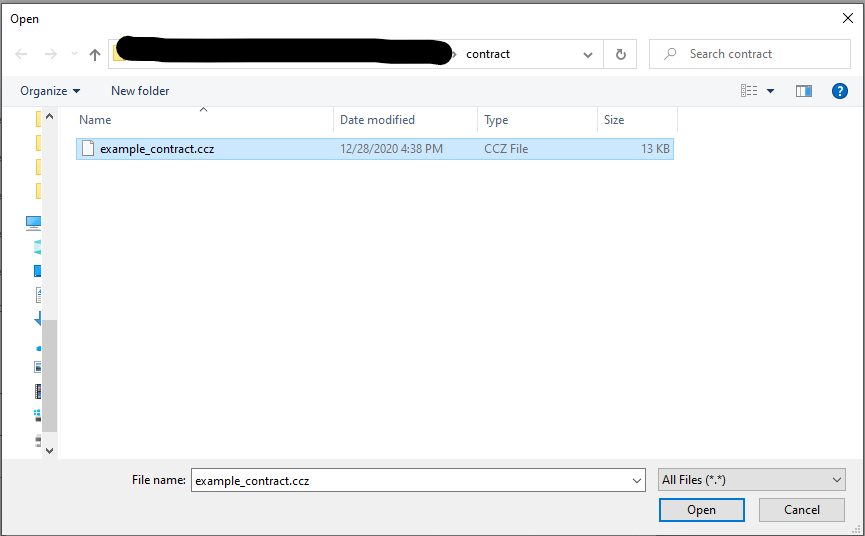 Open
contract
Search contract
Organize
New folder
?
Name
Date modified
Type
Size
example_contract.ccz
12/28/2020 4:38 PM
CCZ File
13 KB
File name:
example_contract.ccz
All Files (*.*)
Open
Cancel